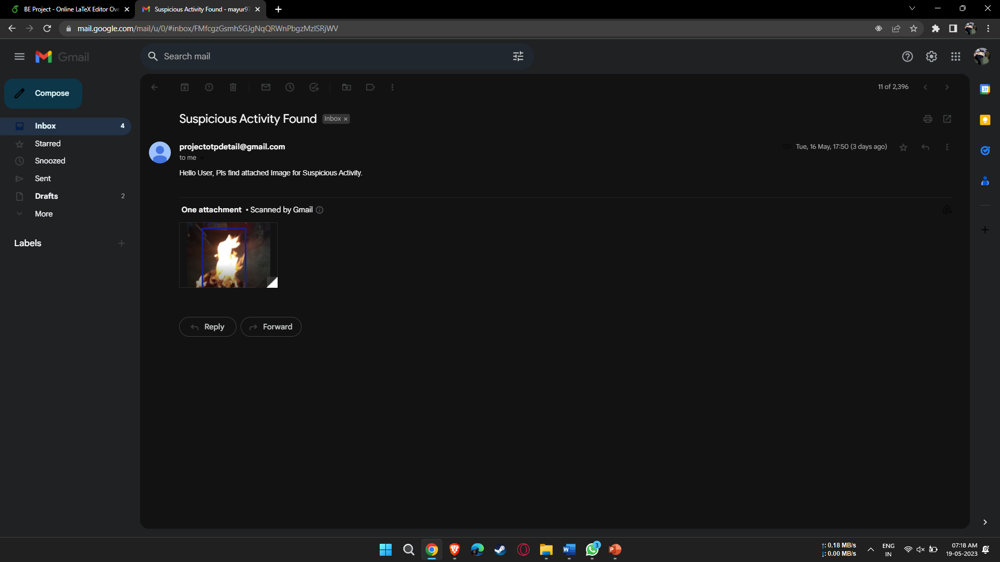 BE Project - Online LaTeX Editor Ove
Suspicious Activity Found - mayur97
mail.google.com/mail/u/0/#inbox/FMfcgzGsmhSGJgNqQRWnPbgzMzlSRjWV
Gmail
Search mail
Compose
11 of 2,396
31
Suspicious Activity Found
Inbox ×
Inbox 4
Starred
Snoozed
Sent
Drafts 2
More
Labels
projectotpdetail@gmail.com
Tue, 16 May, 17:50 (3 days ago)
to me
Hello User, Pls find attached Image for Suspicious Activity.
One attachment • Scanned by Gmail
Reply
Forward
3
↑: 0.18 MB/s
↓: 0.00 MB/s
ENG
IN
07:18 AM
19-05-2023